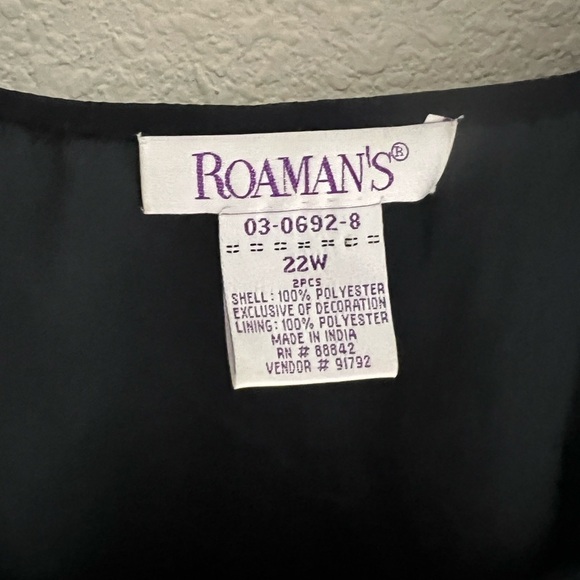 ROAMAN'S®
03-0692-8
22W
2PCS
SHELL: 100% POLYESTER
EXCLUSIVE OF DECORATION
LINING: 100% POLYESTER
MADE IN INDIA
RN # 88842
VENDOR # 91792